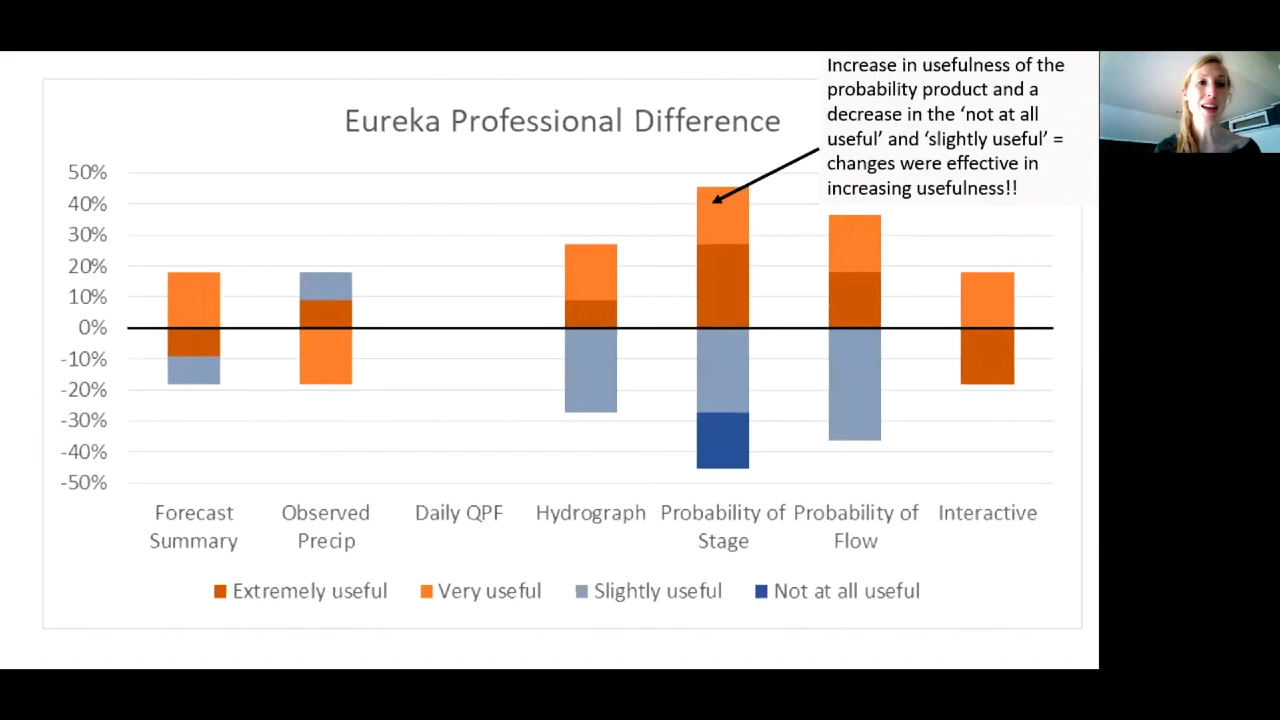 Increase in usefulness of the
probability product and a
decrease in the ‘not at all
useful’ and ‘slightly useful’ =
changes were effective in
increasing usefulness!!
Eureka Professional Difference
50%
40%
30%
20%
10%
0%
-10%
-20%
-30%
-40%
-50%
Forecast Summary
Observed Precip
Daily QPF
Hydrograph
Probability of Stage
Probability of Flow
Interactive
Extremely useful
Very useful
Slightly useful
Not at all useful